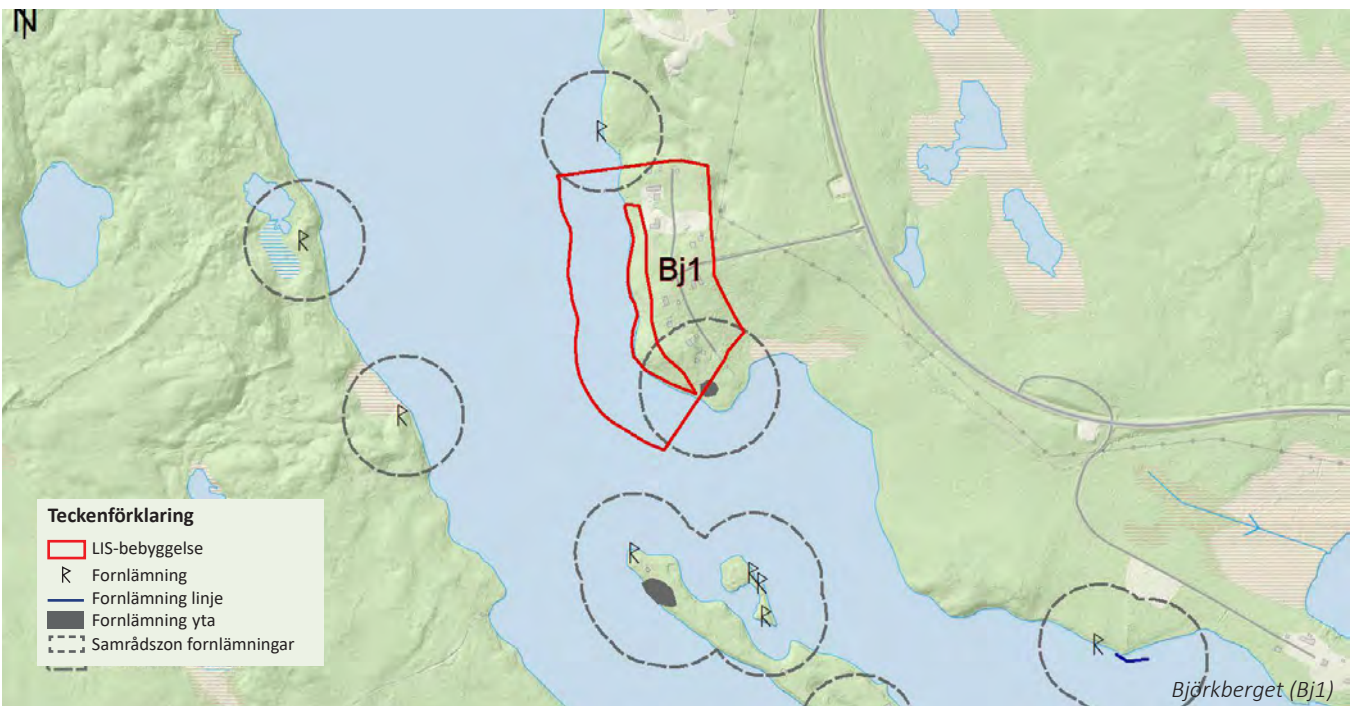 N
Bj1
Teckenförklaring
LIS-bebyggelse
Fornlämning
Fornlämning linje
Fornlämning yta
Samrådszon fornlämningar
Björkberget (Bj1)